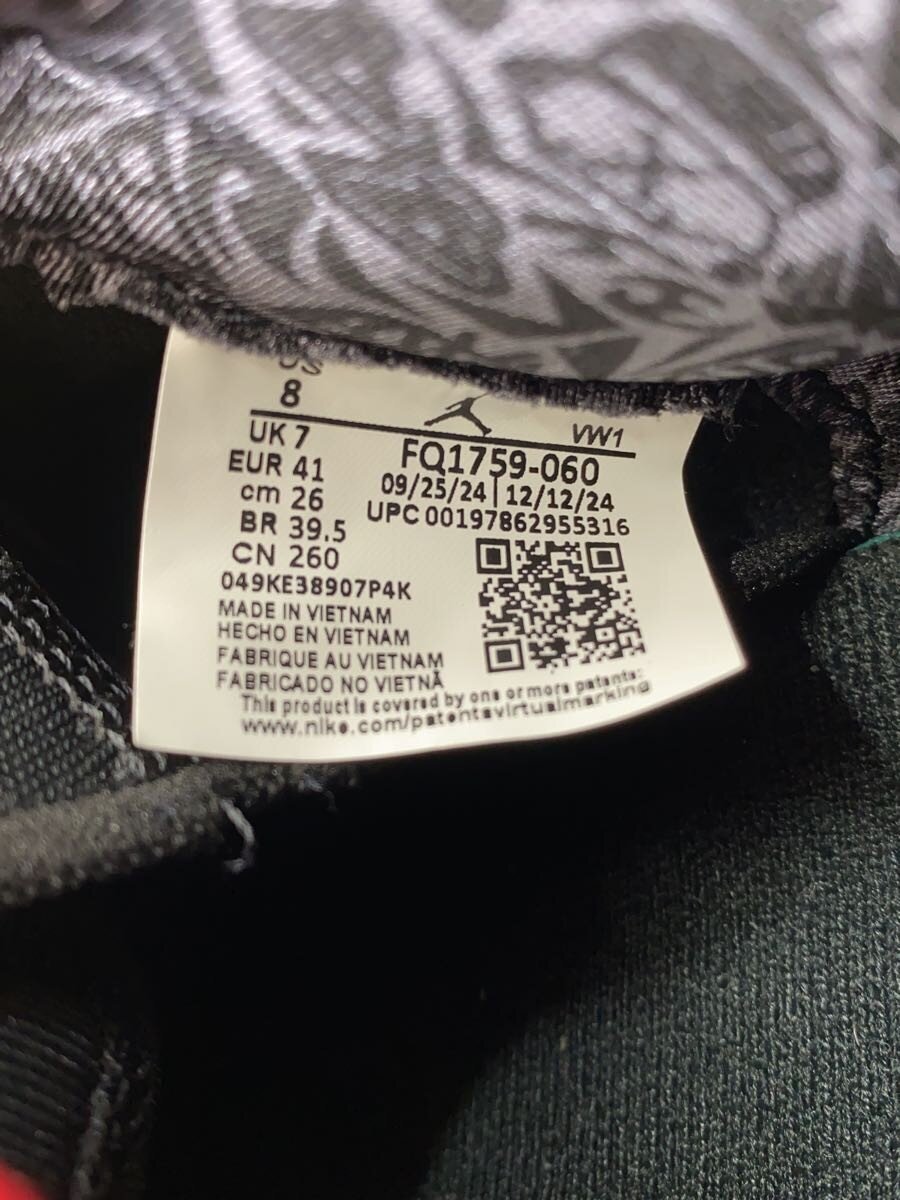 US
8
UK 7
EUR 41
cm 26
BR 39.5
CN 260
VW1
FQ1759-060
09/25/24 | 12/12/24
UPC 00197862955316
049KE38907P4K
MADE IN VIETNAM
HECHO EN VIETNAM
FABRIQUE AU VIETNAM
FABRICADO NO VIETNÃ
This product is covered by one or more patents:
www.nike.com/patentsvirtualmarking